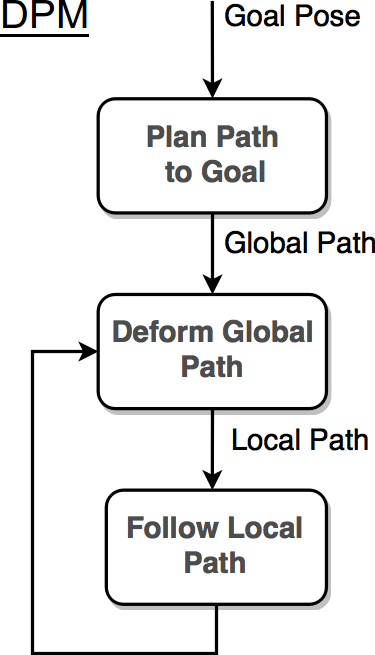 DPM
Goal Pose
Plan Path
to Goal
Global Path
Deform Global
Path
Local Path
Follow Local
Path